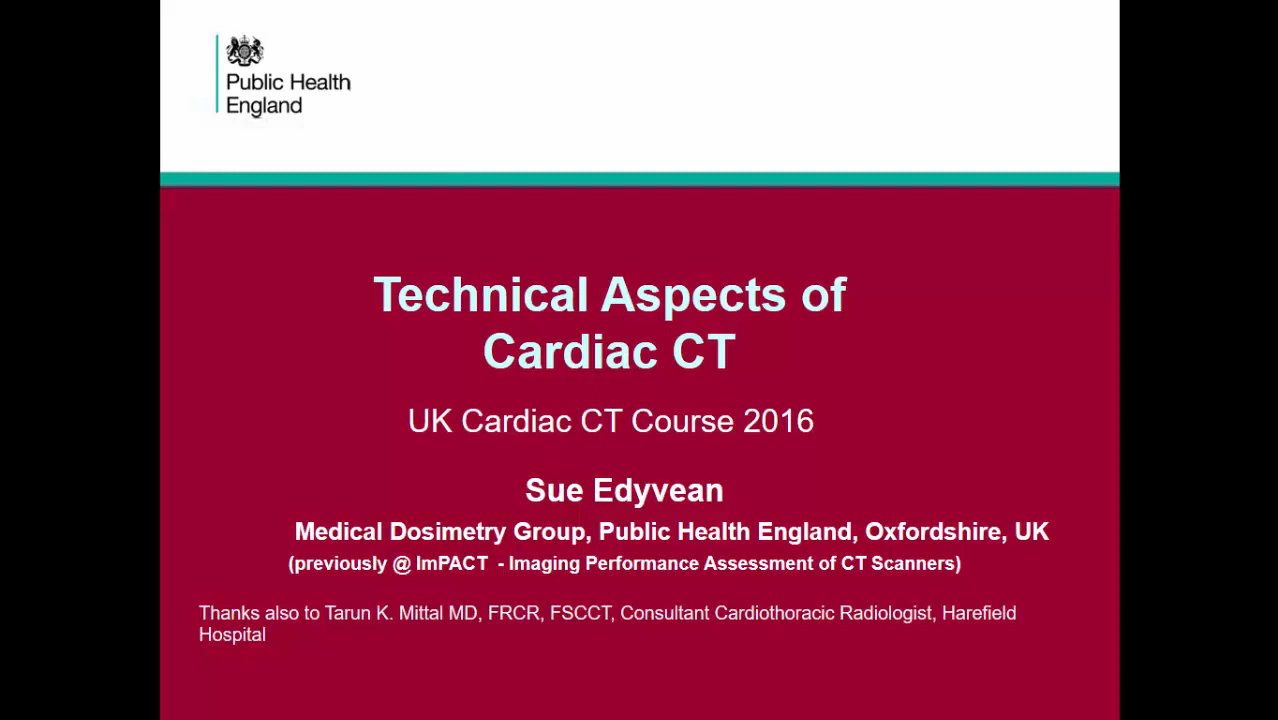 Public Health
England
Technical Aspects of
Cardiac CT
UK Cardiac CT Course 2016
Sue Edyvean
Medical Dosimetry Group, Public Health England, Oxfordshire, UK
(previously @ ImPACT - Imaging Performance Assessment of CT Scanners)
Thanks also to Tarun K. Mittal MD, FRCR, FSCCT, Consultant Cardiothoracic Radiologist, Harefield
Hospital